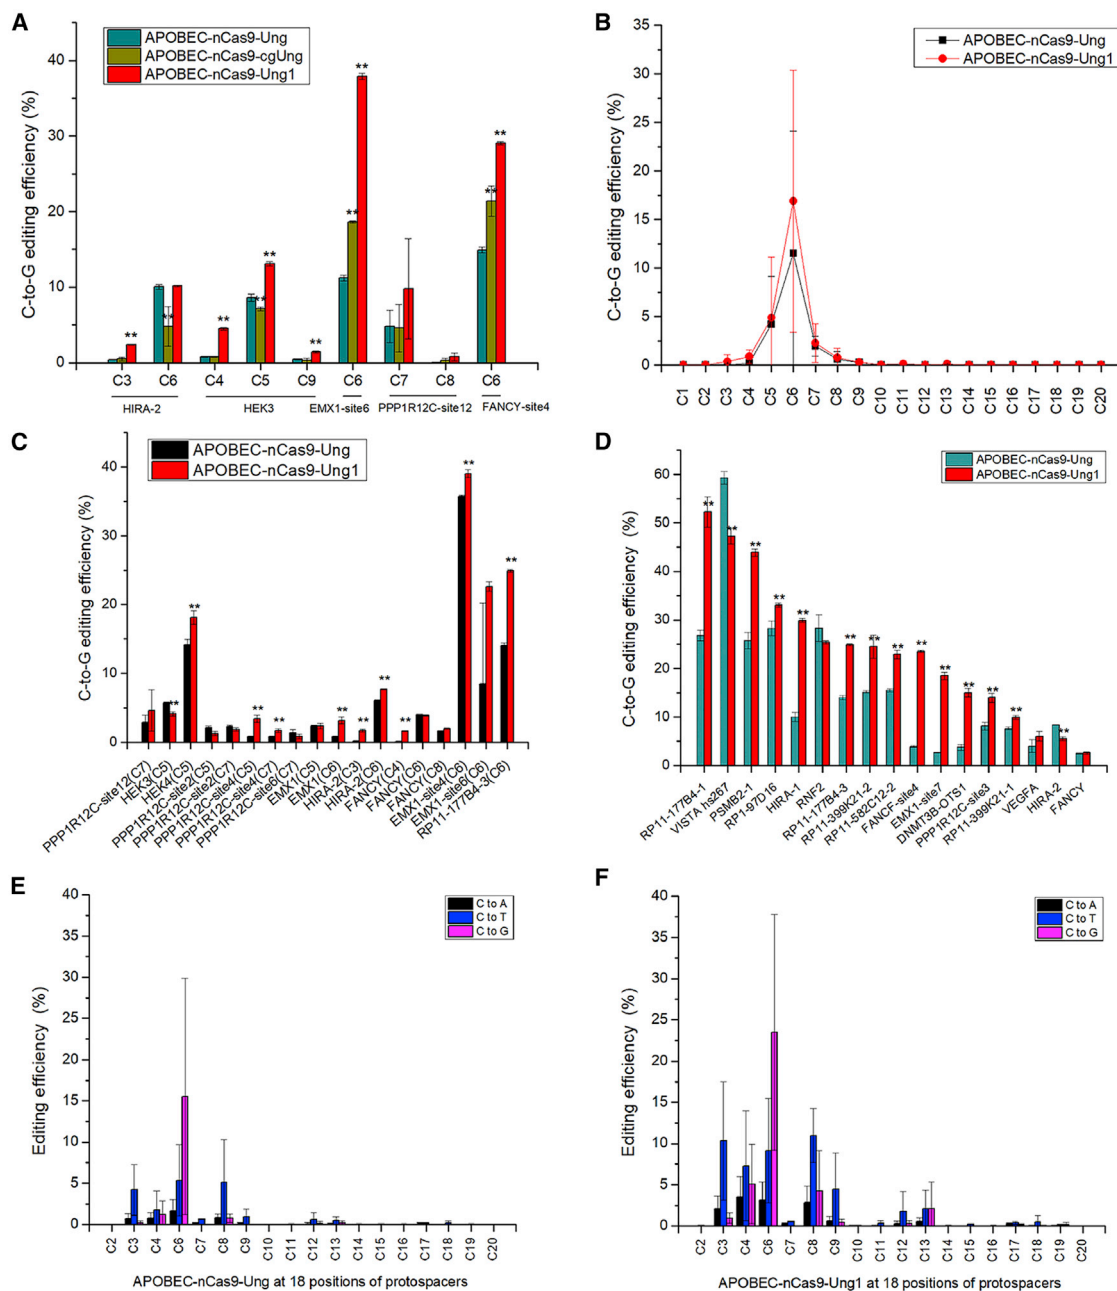 A
APOBEC-nCas9-Ung
APOBEC-nCas9-cgUng
APOBEC-nCas9-Ung1
C-to-G editing efficiency (%)
40
30
20
10
0
** ** ** ** ** ** ** ** ** **
C3 C6 C4 C5 C9 C6 C7 C8 C6
HIRA-2 HEK3 EMX1-site6 PPP1R12C-site12 FANCY-site4
B
APOBEC-nCas9-Ung
APOBEC-nCas9-Ung1
C-to-G editing efficiency (%)
35
30
25
20
15
10
5
0
C1 C2 C3 C4 C5 C6 C7 C8 C9 C10 C11 C12 C13 C14 C15 C16 C17 C18 C19 C20
C
APOBEC-nCas9-Ung
APOBEC-nCas9-Ung1
C-to-G editing efficiency (%)
40
30
20
10
0
** ** ** ** ** ** ** ** ** **
PPP1R12C-site12(C7)
HEK3(C5)
HEK4(C5)
PPP1R12C-site2(C5)
PPP1R12C-site2(C7)
PPP1R12C-site4(C5)
PPP1R12C-site4(C7)
PPP1R12C-site6(C7)
EMX1(C5)
EMX1(C6)
HIRA-2(C3)
HIRA-2(C6)
FANCY(C4)
FANCY(C6)
FANCY(C8)
EMX1-site4(C6)
EMX1-site6(C6)
RP11-177B4-3(C6)
D
APOBEC-nCas9-Ung
APOBEC-nCas9-Ung1
C-to-G editing efficiency (%)
60
50
40
30
20
10
0
** ** ** ** ** ** ** ** ** ** ** ** ** **
RP11-177B4-1
VISTA hs267
PSMB2-1
RP1-97D16
HIRA-1
RNF2
RP11-177B4-3
RP11-399K21-2
RP11-582C12-2
FANCF-site4
EMX1-site7
DNMT3B-OTS1
PPP1R12C-site3
RP11-399K21-1
VEGFA
HIRA-2
FANCY
E
C to A
C to T
C to G
Editing efficiency (%)
40
35
30
25
20
15
10
5
0
C2 C3 C4 C6 C7 C8 C9 C10 C11 C12 C13 C14 C15 C16 C17 C18 C19 C20
APOBEC-nCas9-Ung at 18 positions of protospacers
F
C to A
C to T
C to G
Editing efficiency (%)
40
35
30
25
20
15
10
5
0
C2 C3 C4 C6 C7 C8 C9 C10 C11 C12 C13 C14 C15 C16 C17 C18 C19 C20
APOBEC-nCas9-Ung1 at 18 positions of protospacers